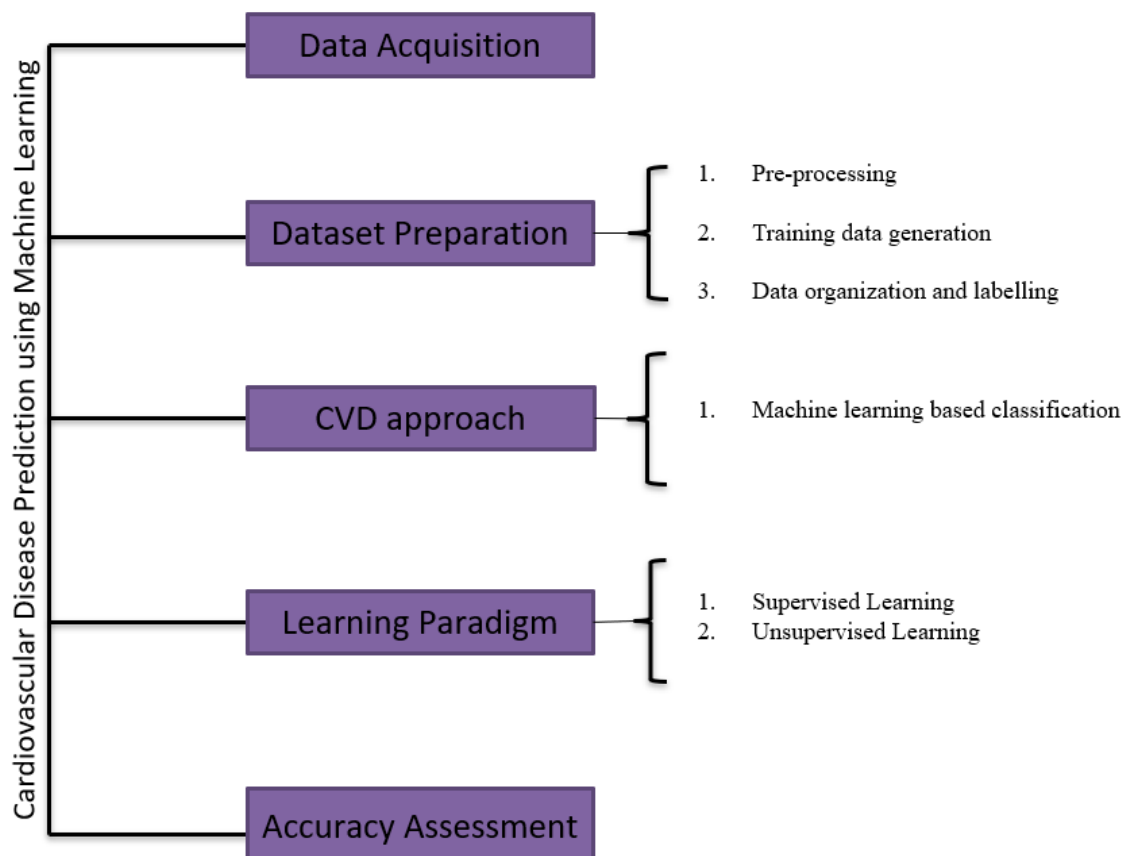 Cardiovascular Disease Prediction using Machine Learning
Data Acquisition
Dataset Preparation
1. Pre-processing
2. Training data generation
3. Data organization and labelling
CVD approach
1. Machine learning based classification
Learning Paradigm
1. Supervised Learning
2. Unsupervised Learning
Accuracy Assessment